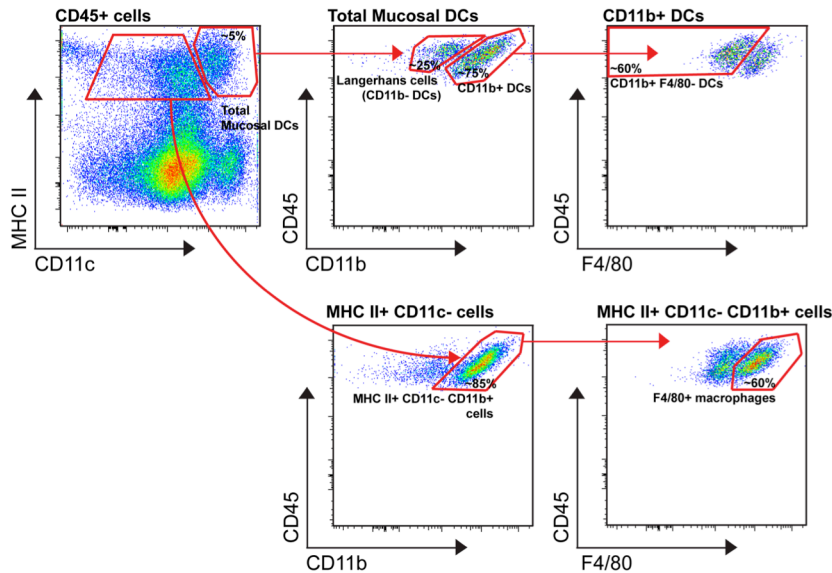 CD45+ cells
Total Mucosal DCs
CD11b+ DCs
~5%
~25%
~75%
~60%
Langerhans cells
(CD11b- DCs)
CD11b+ DCs
CD11b+ F4/80- DCs
Total
Mucosal DCs
MHC II
CD11c
CD45
CD11b
CD45
F4/80
MHC II+ CD11c- cells
MHC II+ CD11c- CD11b+ cells
~85%
MHC II+ CD11c- CD11b+
cells
~60%
F4/80+ macrophages
CD45
CD11b
CD45
F4/80